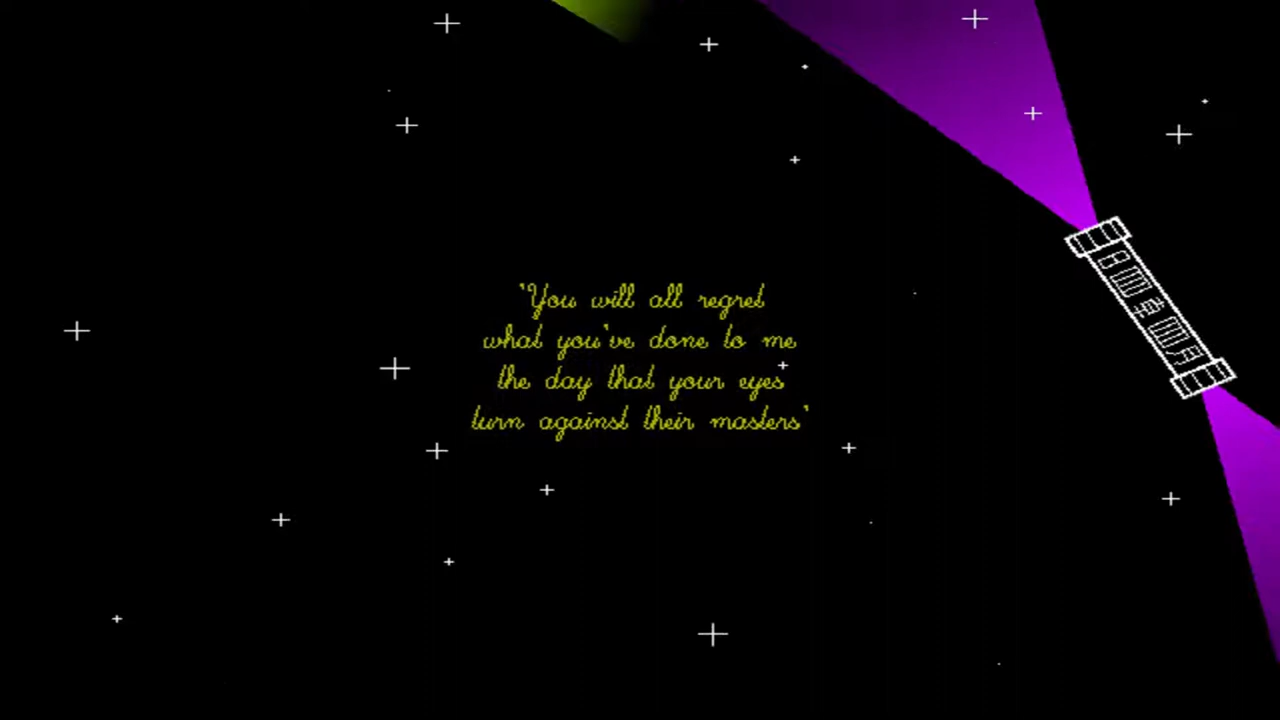 'You will all regret
what you've done to me
the day that your eyes
turn against their masters'